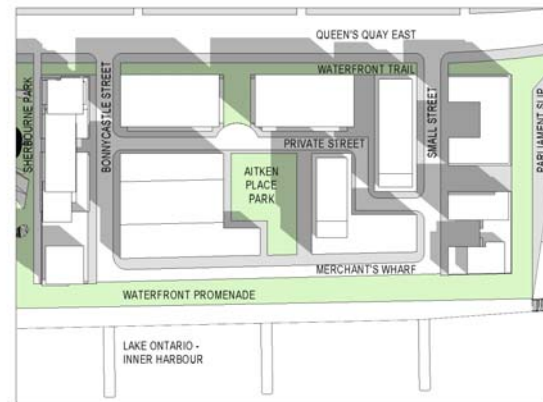 QUEEN'S QUAY EAST
WATERFRONT TRAIL
SHERBOURNE PARK
BONNYCASTLE STREET
PRIVATE STREET
SMALL STREET
PARLIAMENT SLIP
AITKEN
PLACE
PARK
MERCHANT'S WHARF
WATERFRONT PROMENADE
LAKE ONTARIO -
INNER HARBOUR